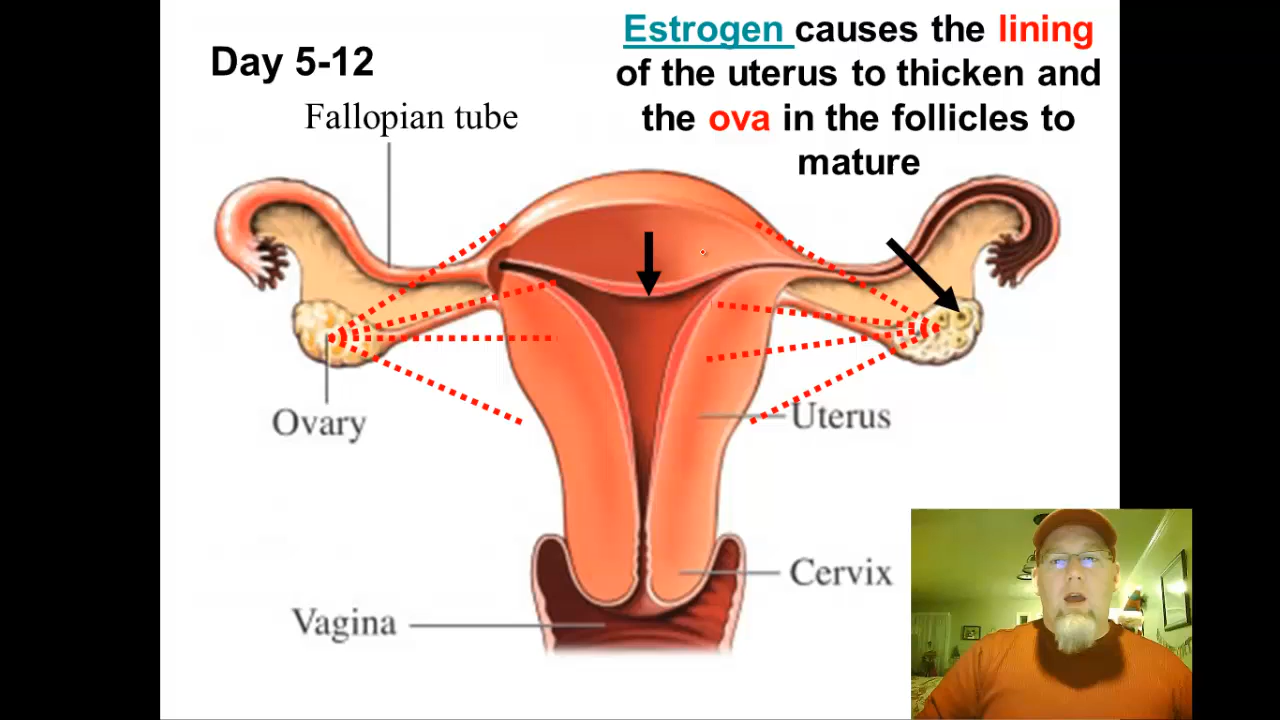 Estrogen causes the lining
of the uterus to thicken and
the ova in the follicles to
mature
Day 5-12
Fallopian tube
Ovary
Uterus
Cervix
Vagina